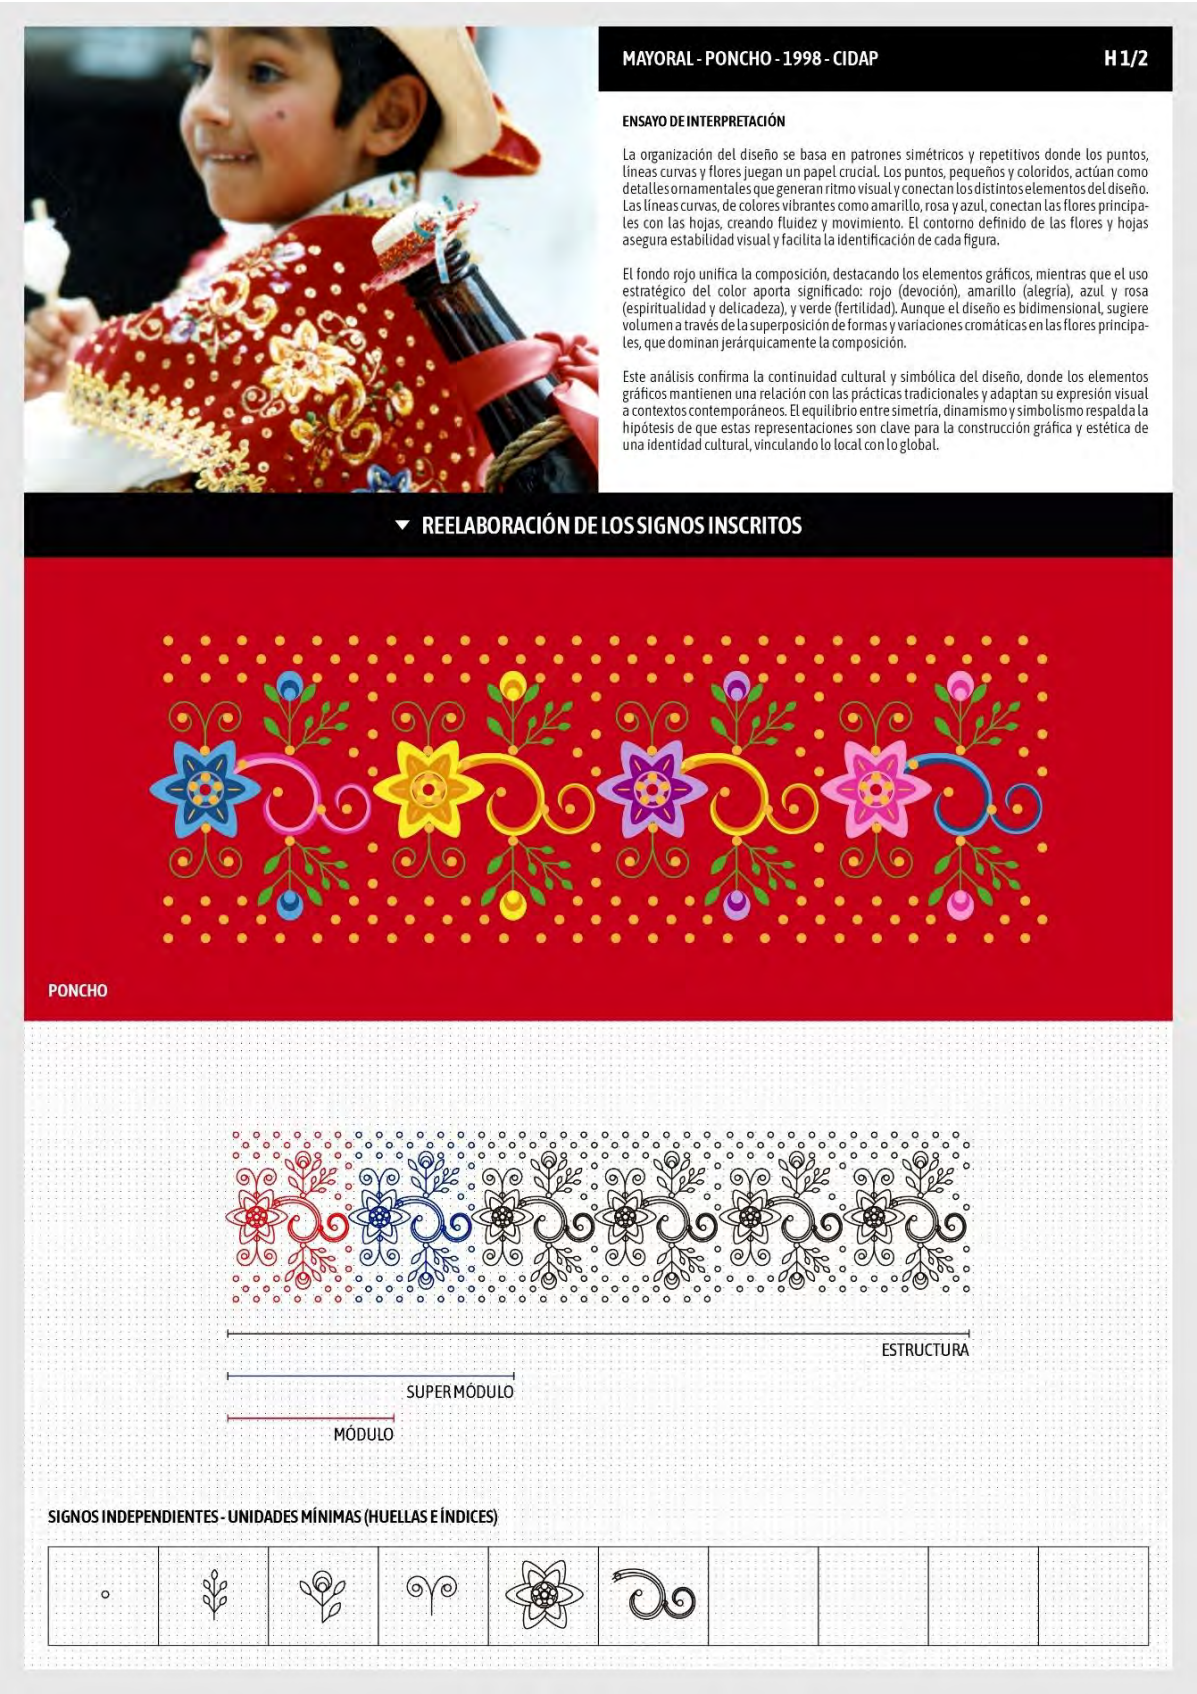 MAYORAL - PONCHO - 1998 - CIDAP
H 1/2
ENSAYO DE INTERPRETACIÓN
La organización del diseño se basa en patrones simétricos y repetitivos donde los puntos,
líneas curvas y flores juegan un papel crucial. Los puntos, pequeños y coloridos, actúan como
detalles ornamentales que generan ritmo visual y conectan los distintos elementos del diseño.
Las líneas curvas, de colores vibrantes como amarillo, rosa y azul, conectan las flores principa-
les con las hojas, creando fluidez y movimiento. El contorno definido de las flores y hojas
asegura estabilidad visual y facilita la identificación de cada figura.
El fondo rojo unifica la composición, destacando los elementos gráficos, mientras que el uso
estratégico del color aporta significado: rojo (devoción), amarillo (alegría), azul y rosa
(espiritualidad y delicadeza), y verde (fertilidad). Aunque el diseño es bidimensional, sugiere
volumen a través de la superposición de formas y variaciones cromáticas en las flores principa-
les, que dominan jerárquicamente la composición.
Este análisis confirma la continuidad cultural y simbólica del diseño, donde los elementos
gráficos mantienen una relación con las prácticas tradicionales y adaptan su expresión visual
a contextos contemporáneos. El equilibrio entre simetría, dinamismo y simbolismo respalda la
hipótesis de que estas representaciones son clave para la construcción gráfica y estética de
una identidad cultural, vinculando lo local con lo global.
REELABORACIÓN DE LOS SIGNOS INSCRITOS
PONCHO
ESTRUCTURA
SUPER MÓDULO
MÓDULO
SIGNOS INDEPENDIENTES - UNIDADES MÍNIMAS (HUELLAS E ÍNDICES)